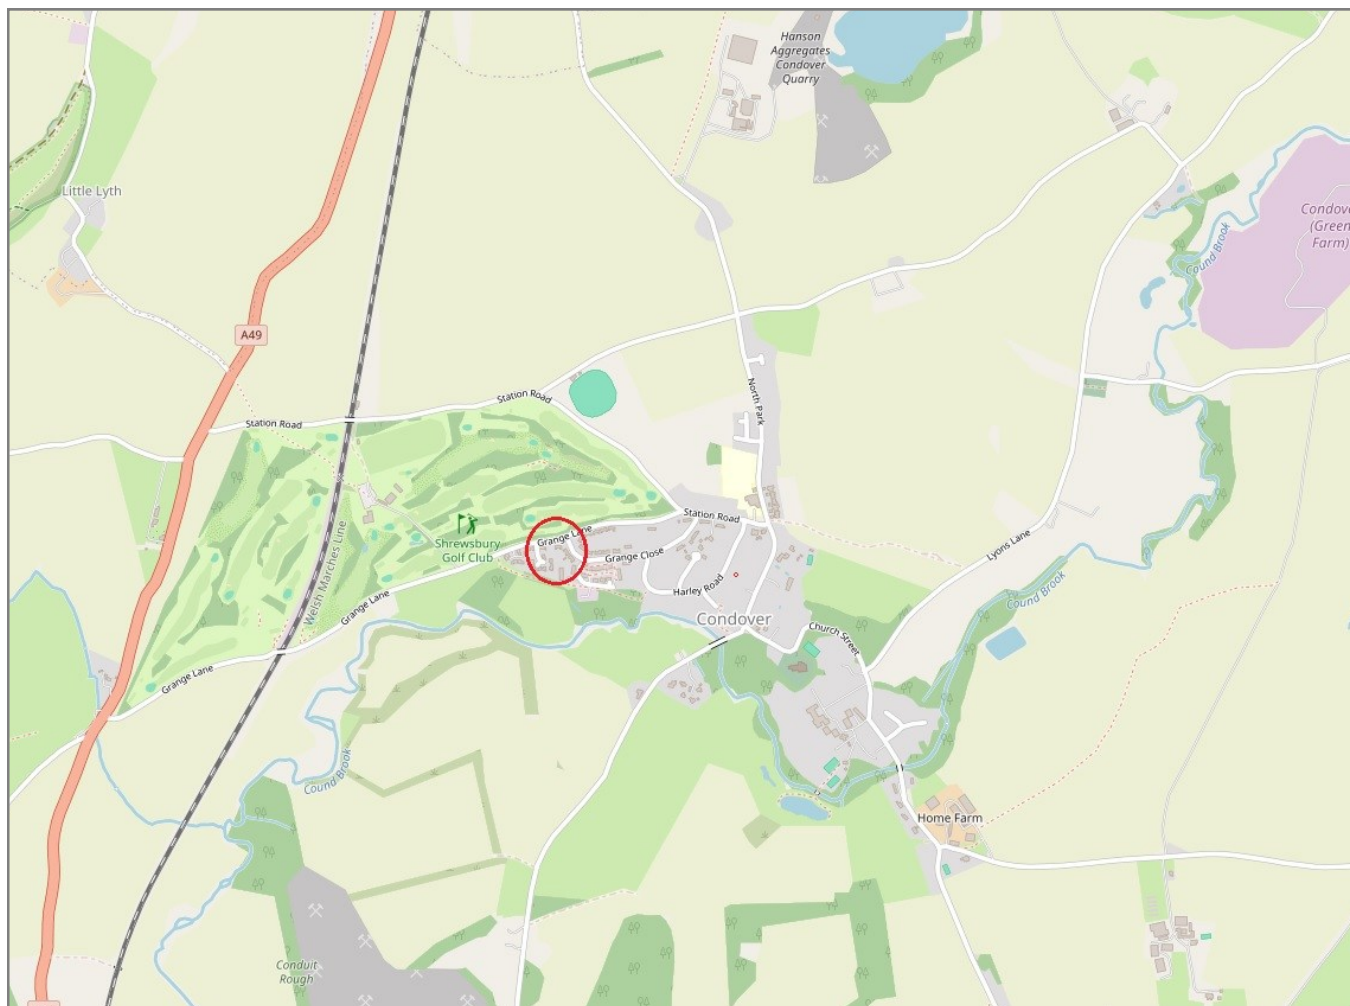 Hanson
Aggregates
Condover
Quarry
Little Lyth
Condov
(Green
Farm)
Cound Brook
A49
Station Road
North Park
Station Road
Station Road
Shrewsbury
Golf Club
Grange Lane
Grange Close
Lyons Lane
Welsh Marches Line
Harley Road
Cound Brook
Grange Lane
Condover
Church Street
Grange Lane
Cound Brook
Home Farm
Conduit
Rough